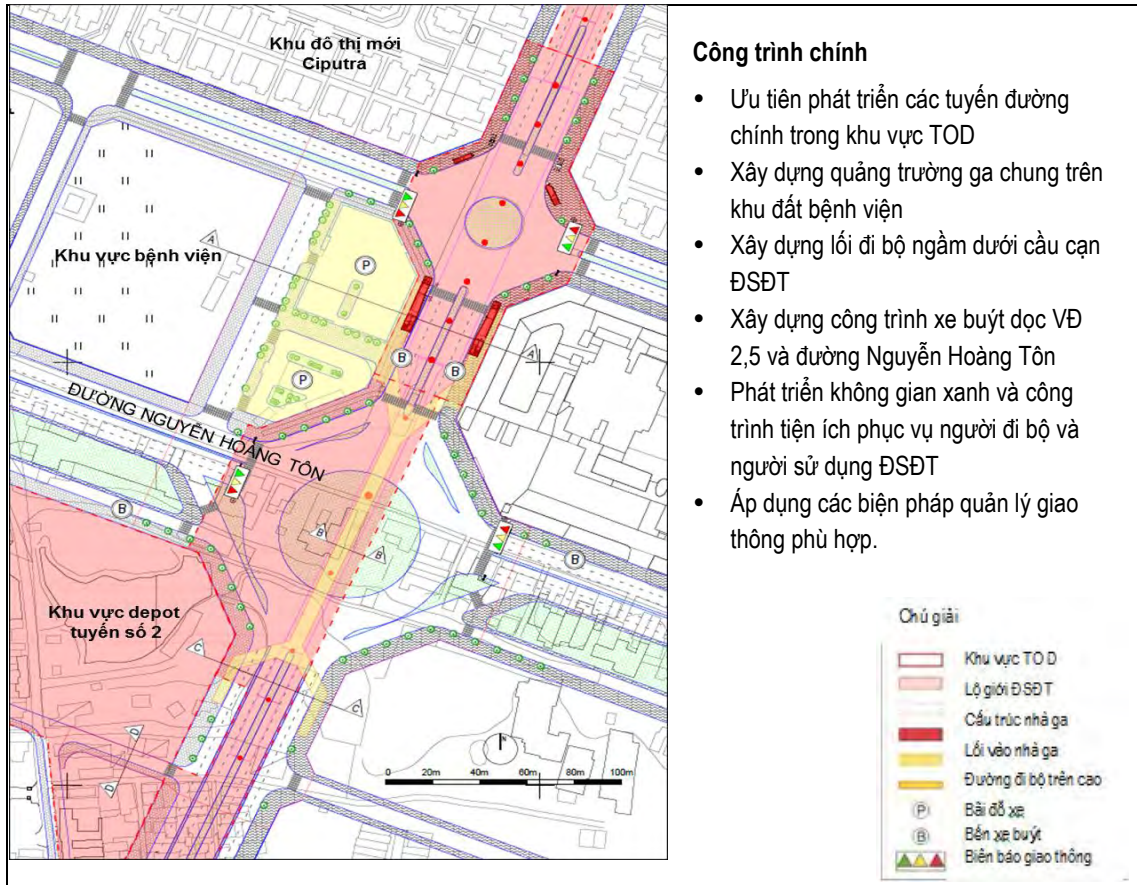 Khu đô thị mới
Ciputra
Khu vực bệnh viện
ĐƯỜNG NGUYỄN HOÀNG TÔN
Khu vực depot
tuyến số 2
A
A
B
B
C
C
D
D
P
P
B
B
B
B
0 20m 40m 60m 80m 100m
Công trình chính
• Ưu tiên phát triển các tuyến đường
chính trong khu vực TOD
• Xây dựng quảng trường ga chung trên
khu đất bệnh viện
• Xây dựng lối đi bộ ngầm dưới cầu cạn
ĐSĐT
• Xây dựng công trình xe buýt dọc VĐ
2,5 và đường Nguyễn Hoàng Tôn
• Phát triển không gian xanh và công
trình tiện ích phục vụ người đi bộ và
người sử dụng ĐSĐT
• Áp dụng các biện pháp quản lý giao
thông phù hợp.
Chú giải
Khu vực TOD
Lộ giới ĐSĐT
Cấu trúc nhà ga
Lối vào nhà ga
Đường đi bộ trên cao
P Bãi đỗ xe
B Bến xe buýt
Biên báo giao thông